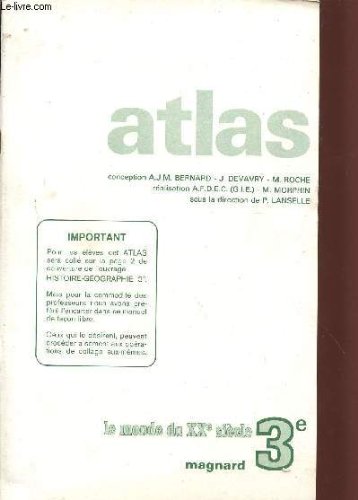 Le-livre.com
atlas
conception A.J.M. BERNARD - J. DEVAVRY - M. ROCHE
réalisation A.F.D.E.C. (G.I.E.) - M. MORPHIN
sous la direction de P. LANSELLE
IMPORTANT
Pour les élèves cet ATLAS
sera collé sur la page 2 de
couverture de l'ouvrage
HISTOIRE-GEOGRAPHIE 3e.
Mais pour la commodité des
professeurs nous avons pré-
féré l'encarter dans ce manuel
de façon libre.
Ceux qui le désirent, peuvent
procéder aisément aux opéra-
tions de collage eux-mêmes.
le monde du XXe siècle 3e
magnard